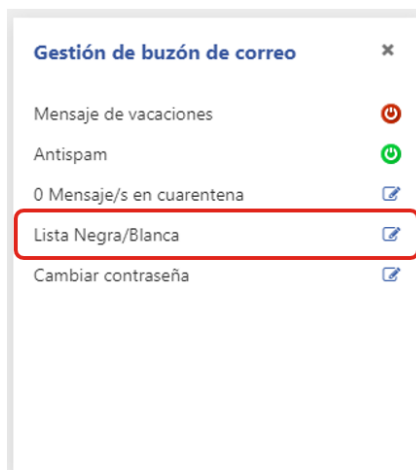 Gestión de buzón de correo ×
Mensaje de vacaciones
Antispam
0 Mensaje/s en cuarentena
Lista Negra/Blanca
Cambiar contraseña